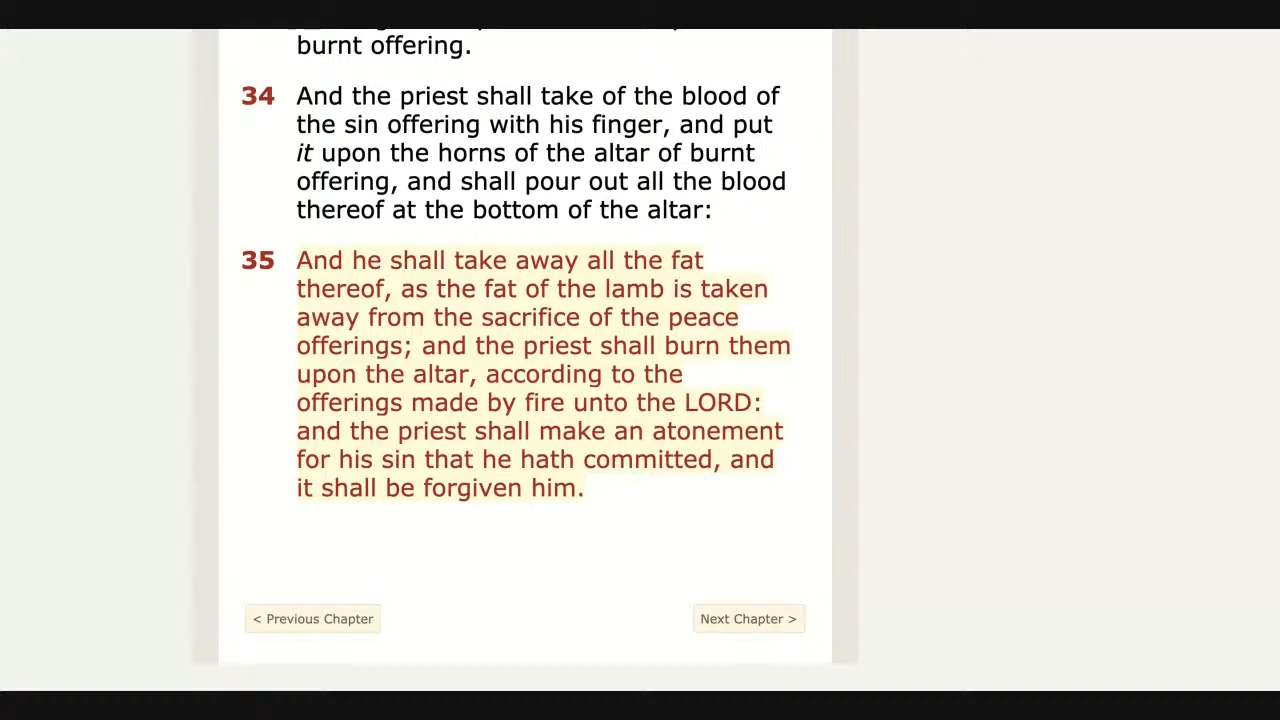 burnt offering.
34 And the priest shall take of the blood of
the sin offering with his finger, and put
it upon the horns of the altar of burnt
offering, and shall pour out all the blood
thereof at the bottom of the altar:
35 And he shall take away all the fat
thereof, as the fat of the lamb is taken
away from the sacrifice of the peace
offerings; and the priest shall burn them
upon the altar, according to the
offerings made by fire unto the LORD:
and the priest shall make an atonement
for his sin that he hath committed, and
it shall be forgiven him.
< Previous Chapter
Next Chapter >